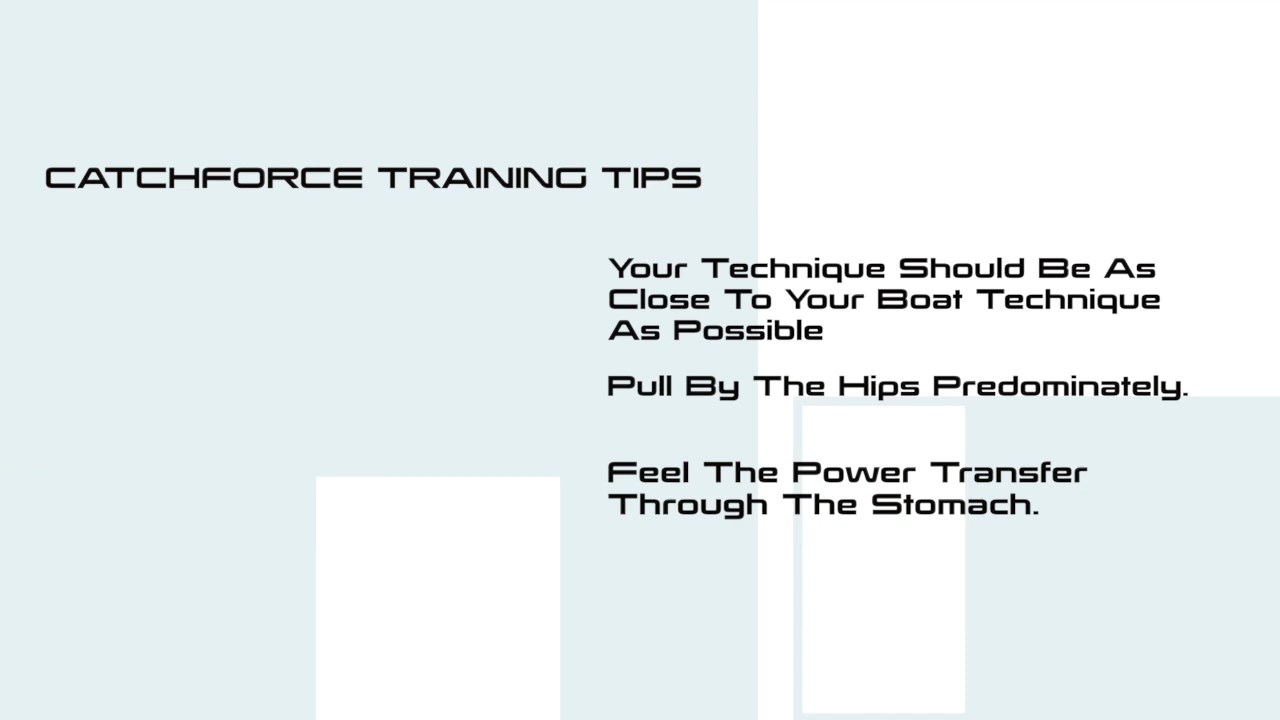 CATCHFORCE TRAINING TIPS
Your Technique Should Be As
Close To Your Boat Technique
As Possible
Pull By The Hips Predominately.
Feel The Power Transfer
Through The Stomach.